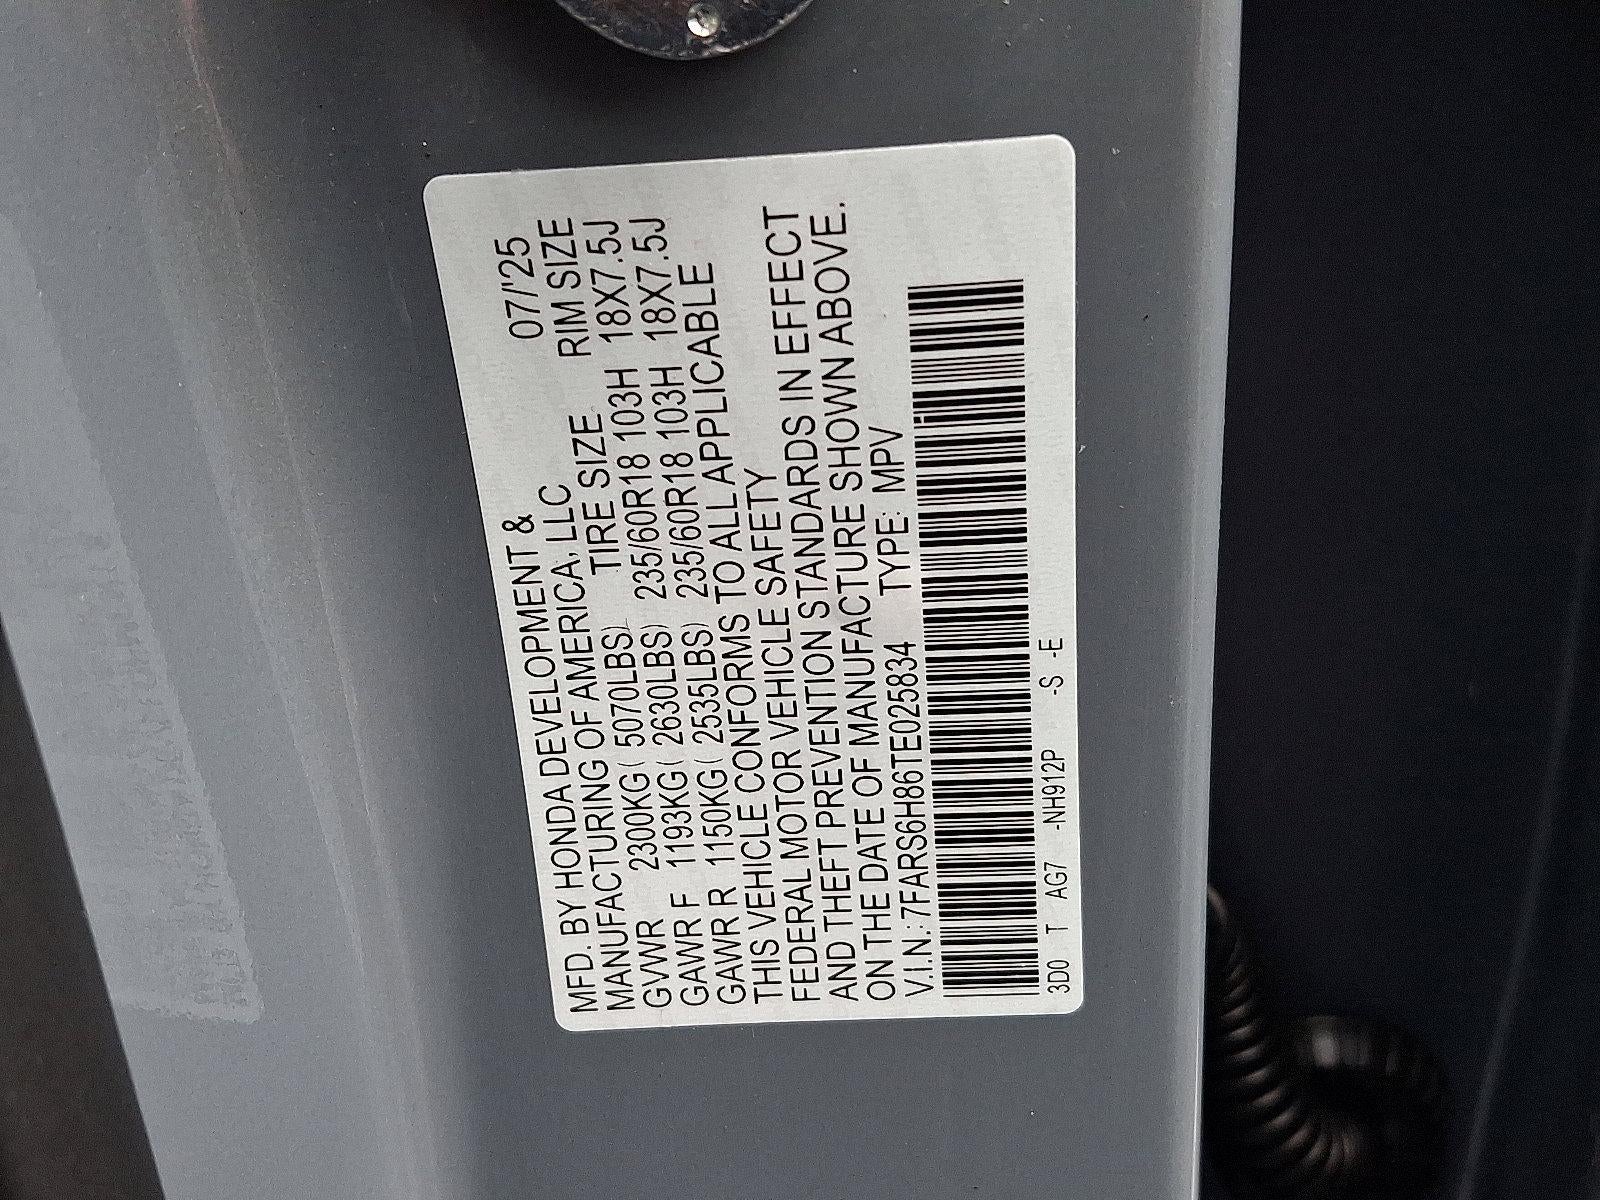 MFD. BY HONDA DEVELOPMENT & 07/'25
MANUFACTURING OF AMERICA, LLC
TIRE SIZE RIM SIZE
GVWR 2300KG( 5070LBS) 235/60R18 103H 18X7.5J
GAWR F 1193KG( 2630LBS) 235/60R18 103H 18X7.5J
GAWR R 1150KG( 2535LBS)
THIS VEHICLE CONFORMS TO ALL APPLICABLE
FEDERAL MOTOR VEHICLE SAFETY
AND THEFT PREVENTION STANDARDS IN EFFECT
ON THE DATE OF MANUFACTURE SHOWN ABOVE.
V.I.N.: 7FARS6H86TE025834 TYPE: MPV
3D0 T AG7 -NH912P -S -E